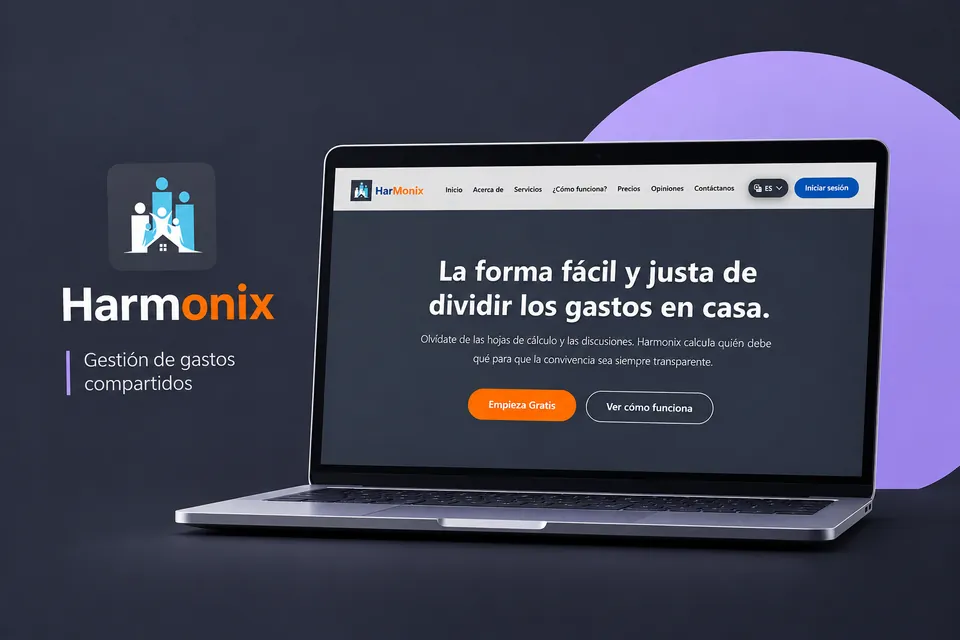 Harmonix
Gestión de gastos
compartidos
HarMonix
Inicio
Acerca de
Servicios
¿Cómo funciona?
Precios
Opiniones
Contáctanos
ES
Iniciar sesión
La forma fácil y justa de
dividir los gastos en casa.
Olvídate de las hojas de cálculo y las discusiones. Harmonix calcula quién debe
qué para que la convivencia sea siempre transparente.
Empieza Gratis
Ver cómo funciona